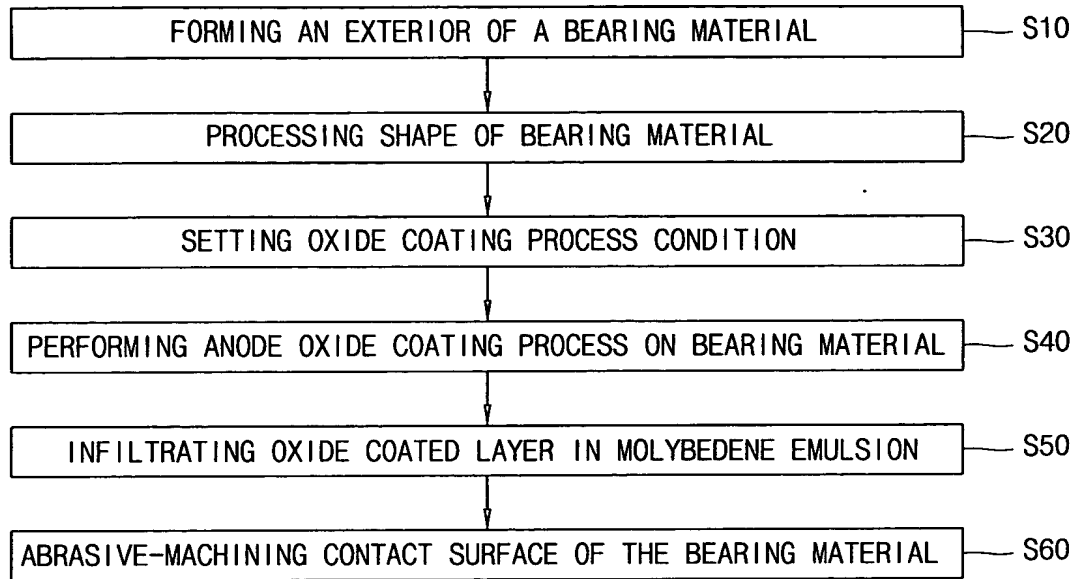 FORMING AN EXTERIOR OF A BEARING MATERIAL S10
PROCESSING SHAPE OF BEARING MATERIAL S20
SETTING OXIDE COATING PROCESS CONDITION S30
PERFORMING ANODE OXIDE COATING PROCESS ON BEARING MATERIAL S40
INFILTRATING OXIDE COATED LAYER IN MOLYBEDENE EMULSION S50
ABRASIVE-MACHINING CONTACT SURFACE OF THE BEARING MATERIAL S60